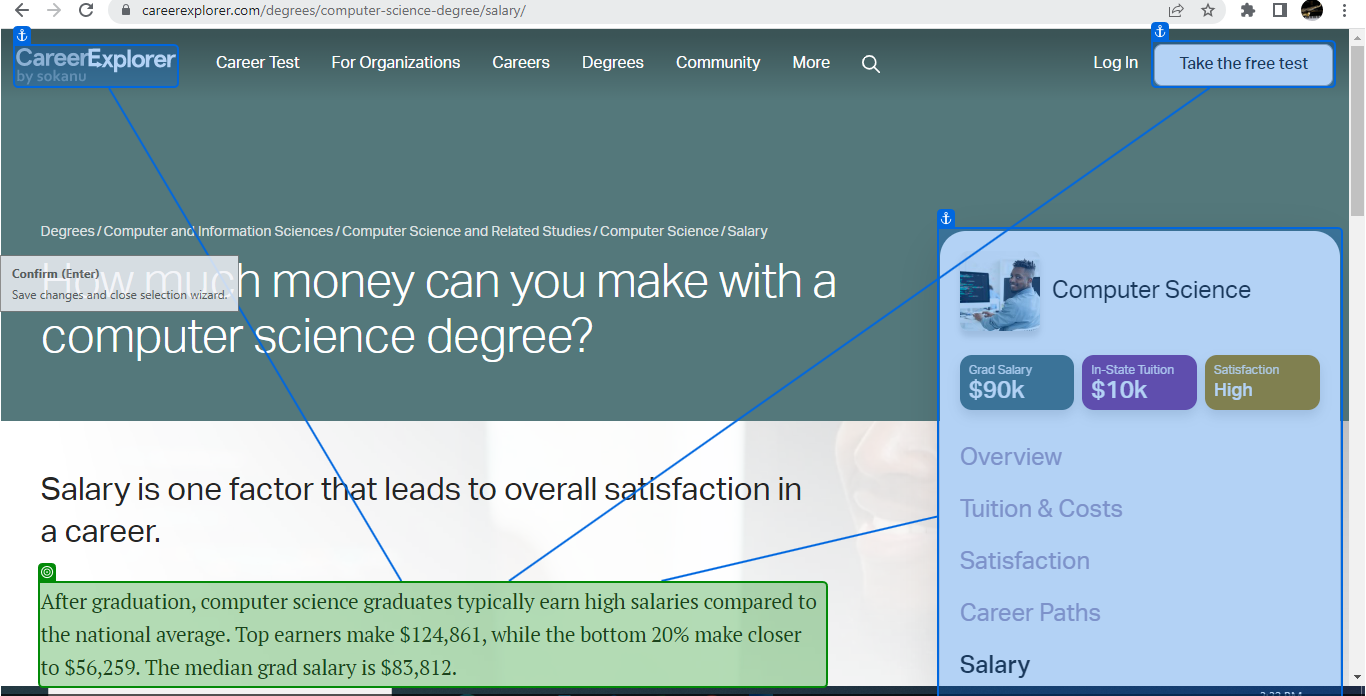 careerexplorer.com/degrees/computer-science-degree/salary/
CareerExplorer
by sokanu
Career Test
For Organizations
Careers
Degrees
Community
More
Log In
Take the free test
Degrees / Computer and Information Sciences / Computer Science and Related Studies / Computer Science / Salary
Confirm (Enter)
Save changes and close selection wizard.
How much money can you make with a
computer science degree?
Computer Science
Grad Salary
$90k
In-State Tuition
$10k
Satisfaction
High
Overview
Tuition & Costs
Satisfaction
Career Paths
Salary
Salary is one factor that leads to overall satisfaction in
a career.
After graduation, computer science graduates typically earn high salaries compared to
the national average. Top earners make $124,861, while the bottom 20% make closer
to $56,259. The median grad salary is $83,812.